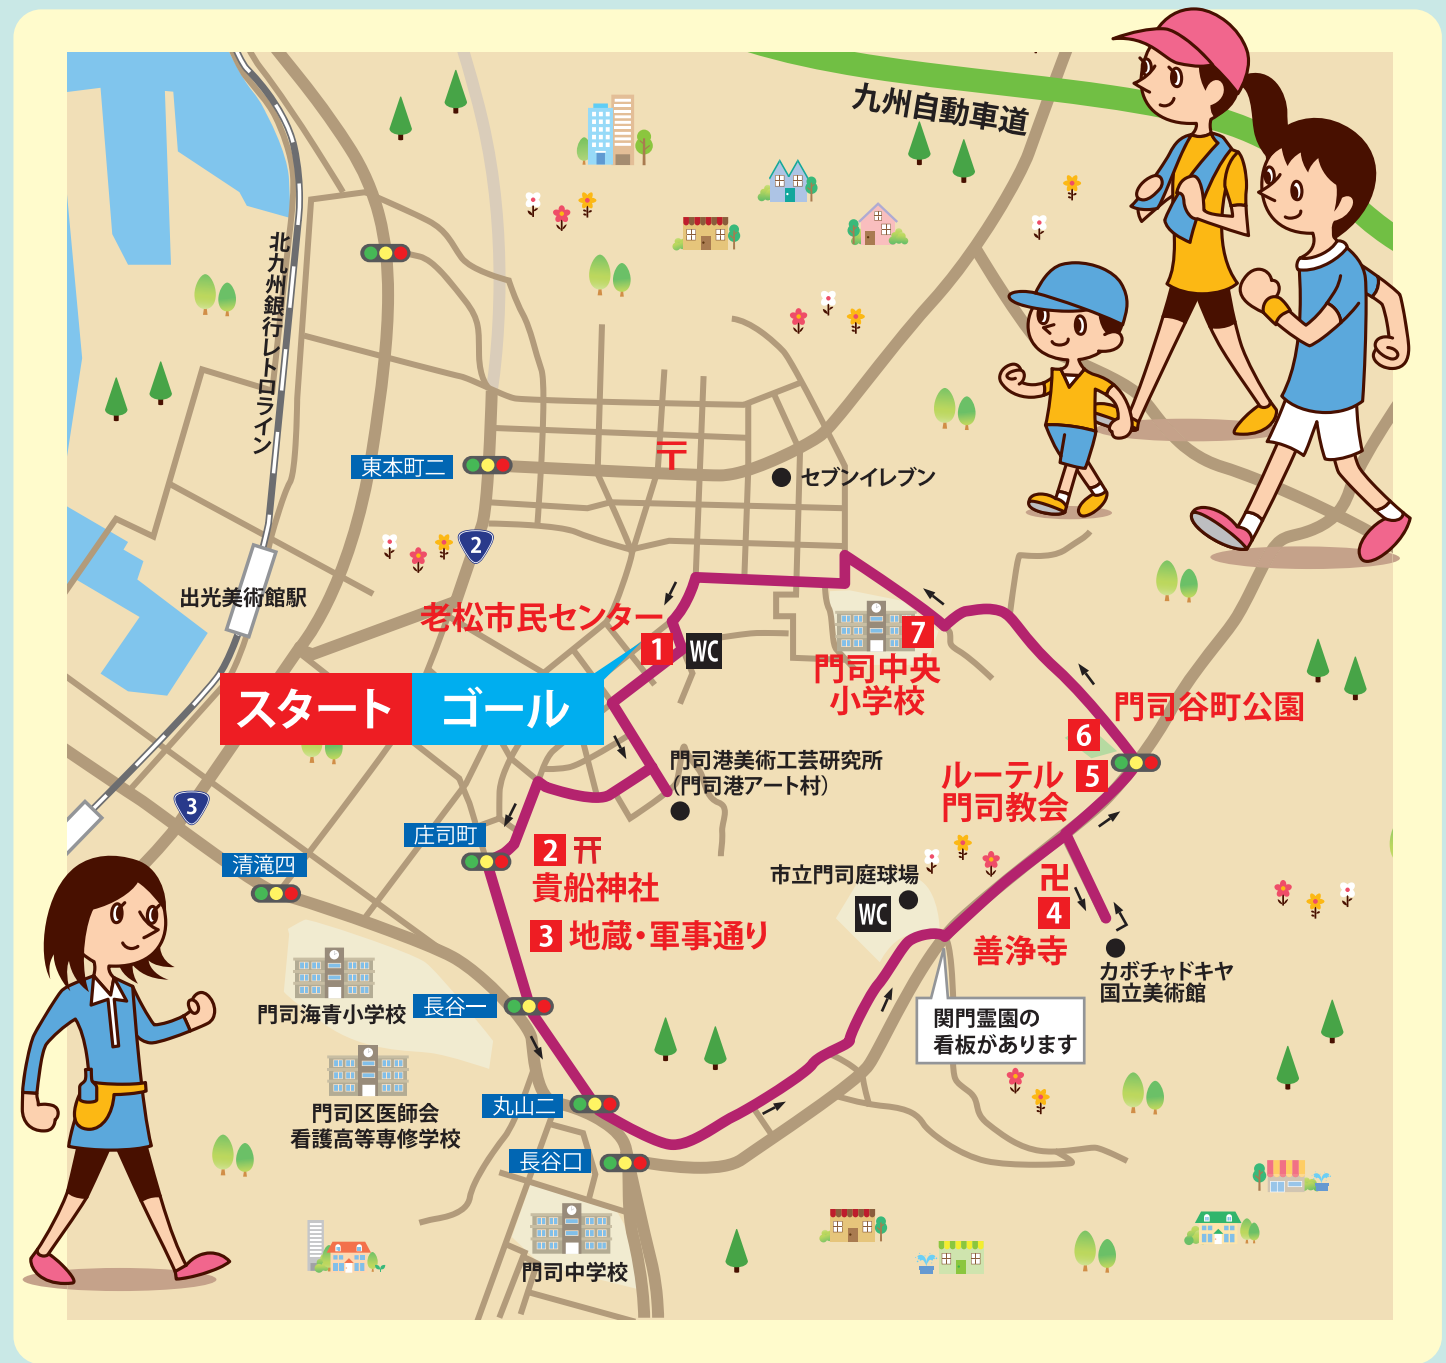 九州自動車道
北九州銀行レトロライン
東本町二
〒
セブンイレブン
2
出光美術館駅
老松市民センター
1
WC
スタート
ゴール
7
門司中央
小学校
門司谷町公園
6
5
ルーテル
門司教会
門司港美術工芸研究所
(門司港アート村)
3
庄司町
清滝四
2
貴船神社
3 地蔵・軍事通り
市立門司庭球場
WC
卍
4
善浄寺
カボチャドキヤ
国立美術館
関門霊園の
看板があります
門司海青小学校
長谷一
門司区医師会
看護高等専修学校
丸山二
長谷口
門司中学校